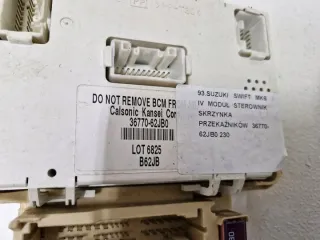 DO NOT REMOVE BCM FR
Calsonic Kansei Cor
36770-62JB0
LOT 6825
B62JB
93.SUZUKI SWIFT MK6
IV MODUŁ STEROWNIK
SKRZYNKA
PRZEKAŹNIKÓW 36770-
62JB0 230